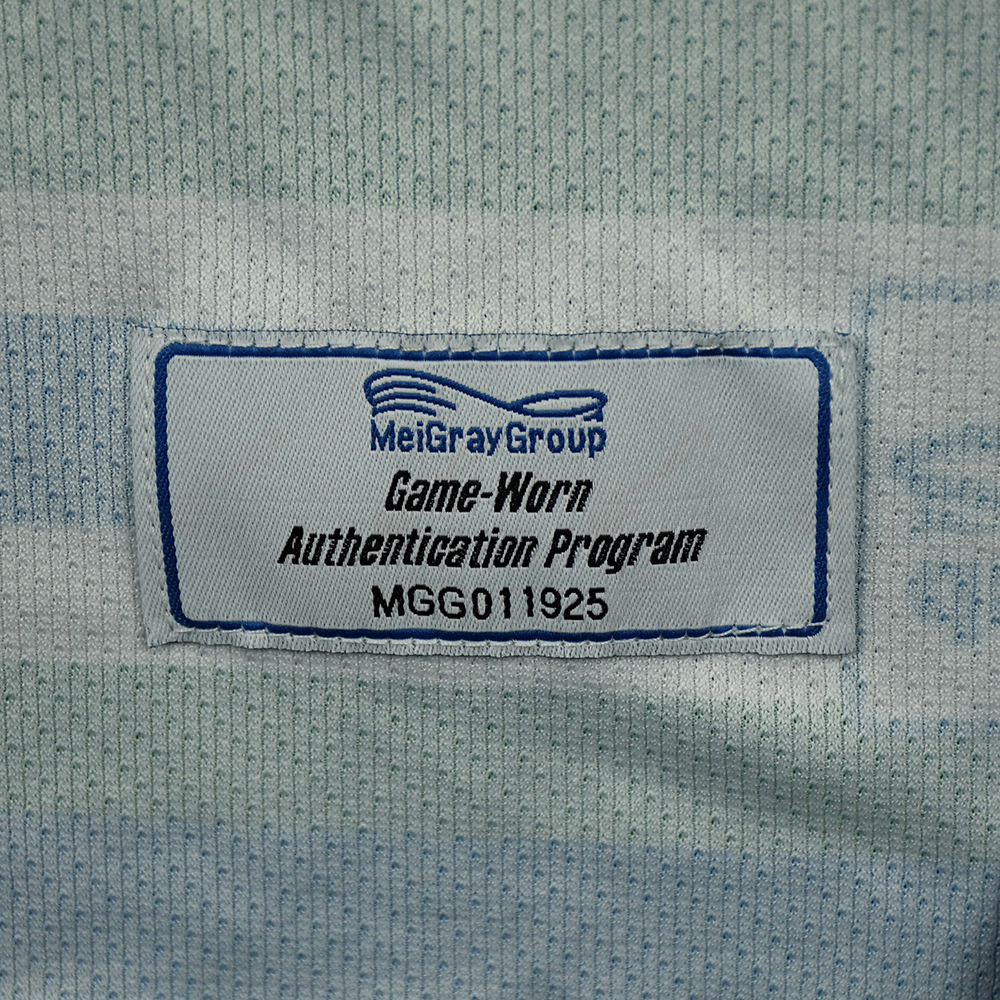 MeiGrayGroup
Game-Worn
Authentication Program
MGG011925